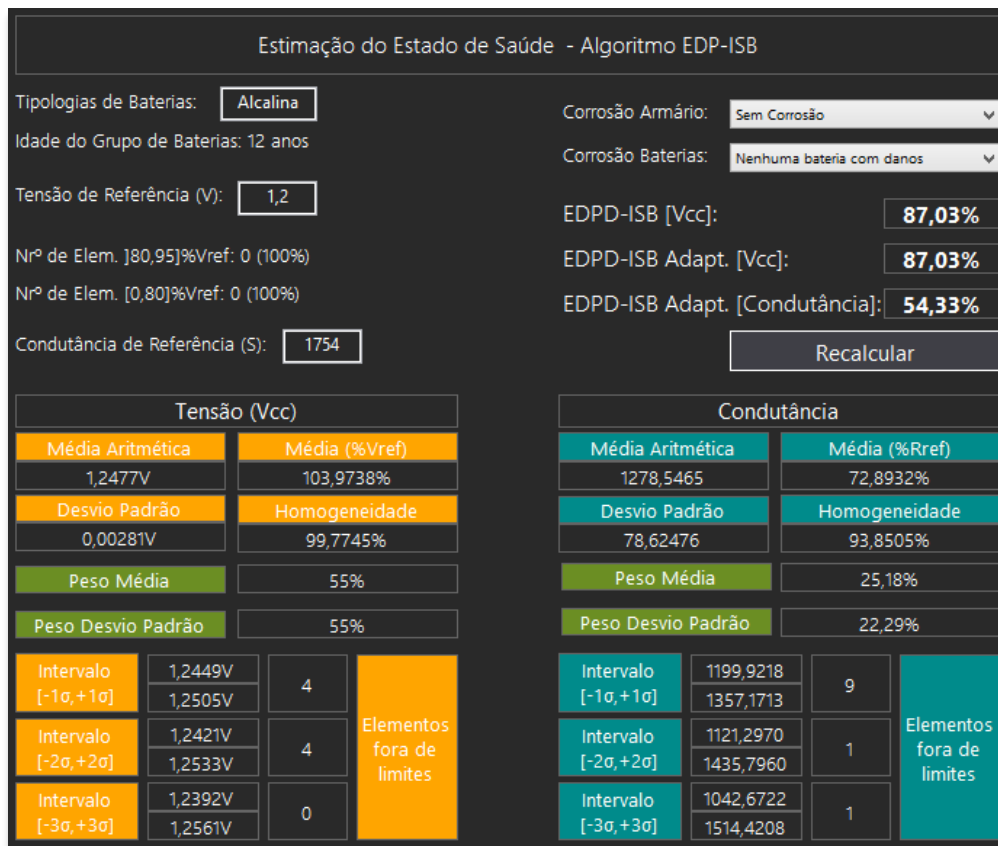 Estimação do Estado de Saúde - Algoritmo EDP-ISB
Tipologias de Baterias: Alcalina
Idade do Grupo de Baterias: 12 anos
Tensão de Referência (V): 1,2
Nrº de Elem. ]80,95]%Vref: 0 (100%)
Nrº de Elem. [0,80]%Vref: 0 (100%)
Condutância de Referência (S): 1754
Corrosão Armário: Sem Corrosão
Corrosão Baterias: Nenhuma bateria com danos
EDPD-ISB [Vcc]: 87,03%
EDPD-ISB Adapt. [Vcc]: 87,03%
EDPD-ISB Adapt. [Condutância]: 54,33%
Recalcular
Tensão (Vcc)
Média Aritmética Média (%Vref)
1,2477V 103,9738%
Desvio Padrão Homogeneidade
0,00281V 99,7745%
Peso Média 55%
Peso Desvio Padrão 55%
Intervalo [-1σ,+1σ] 1,2449V 1,2505V 4
Intervalo [-2σ,+2σ] 1,2421V 1,2533V 4
Intervalo [-3σ,+3σ] 1,2392V 1,2561V 0
Elementos fora de limites
Condutância
Média Aritmética Média (%Rref)
1278,5465 72,8932%
Desvio Padrão Homogeneidade
78,62476 93,8505%
Peso Média 25,18%
Peso Desvio Padrão 22,29%
Intervalo [-1σ,+1σ] 1199,9218 1357,1713 9
Intervalo [-2σ,+2σ] 1121,2970 1435,7960 1
Intervalo [-3σ,+3σ] 1042,6722 1514,4208 1
Elementos fora de limites